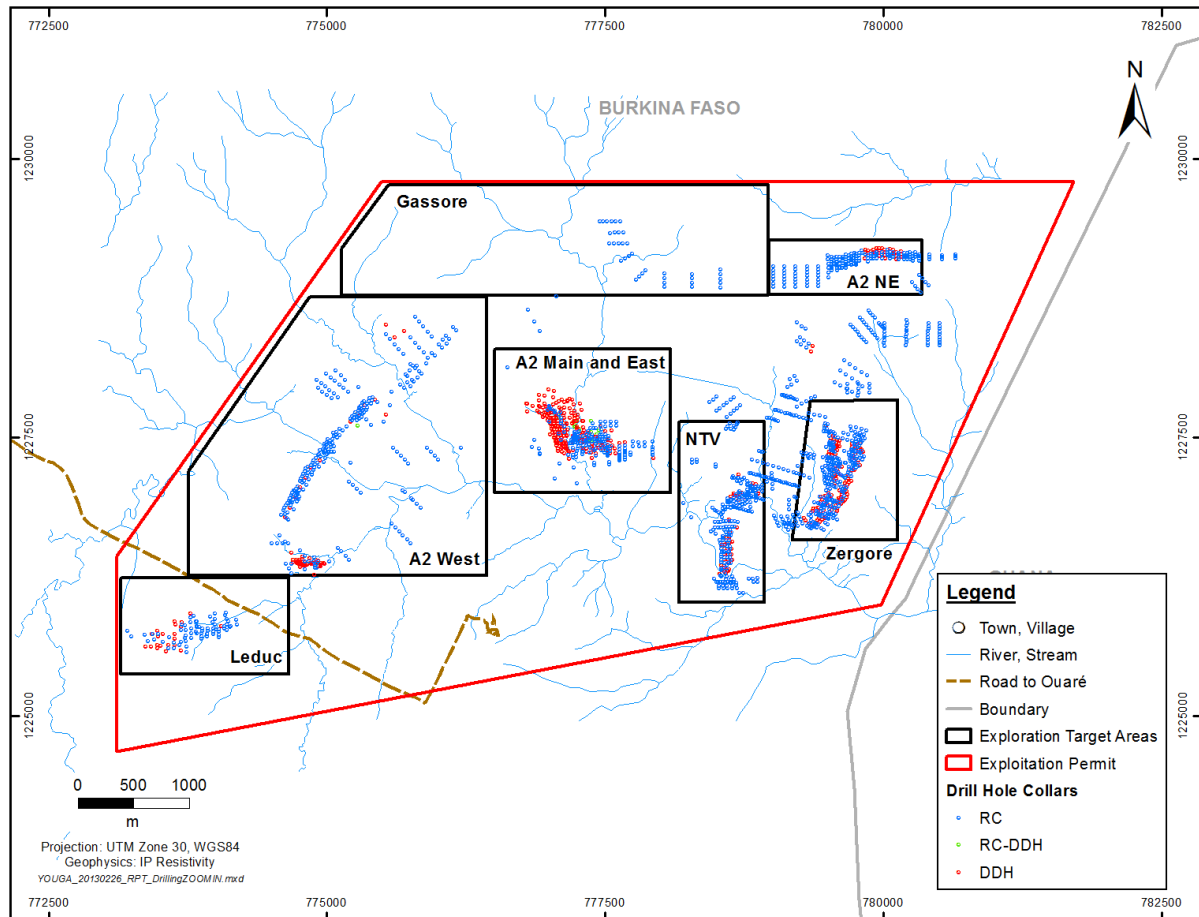 772500 775000 777500 780000 782500
N
BURKINA FASO
1230000 1230000
Gassore
A2 NE
A2 Main and East
1227500 1227500
NTV
A2 West
Zergore
Leduc
1225000 1225000
Legend
Town, Village
River, Stream
Road to Ouaré
Boundary
Exploration Target Areas
Exploitation Permit
Drill Hole Collars
RC
RC-DDH
DDH
0 500 1000
m
Projection: UTM Zone 30, WGS84
Geophysics: IP Resistivity
YOUGA_20130226_RPT_DrillingZOOMIN.mxd
772500 775000 777500 780000 782500